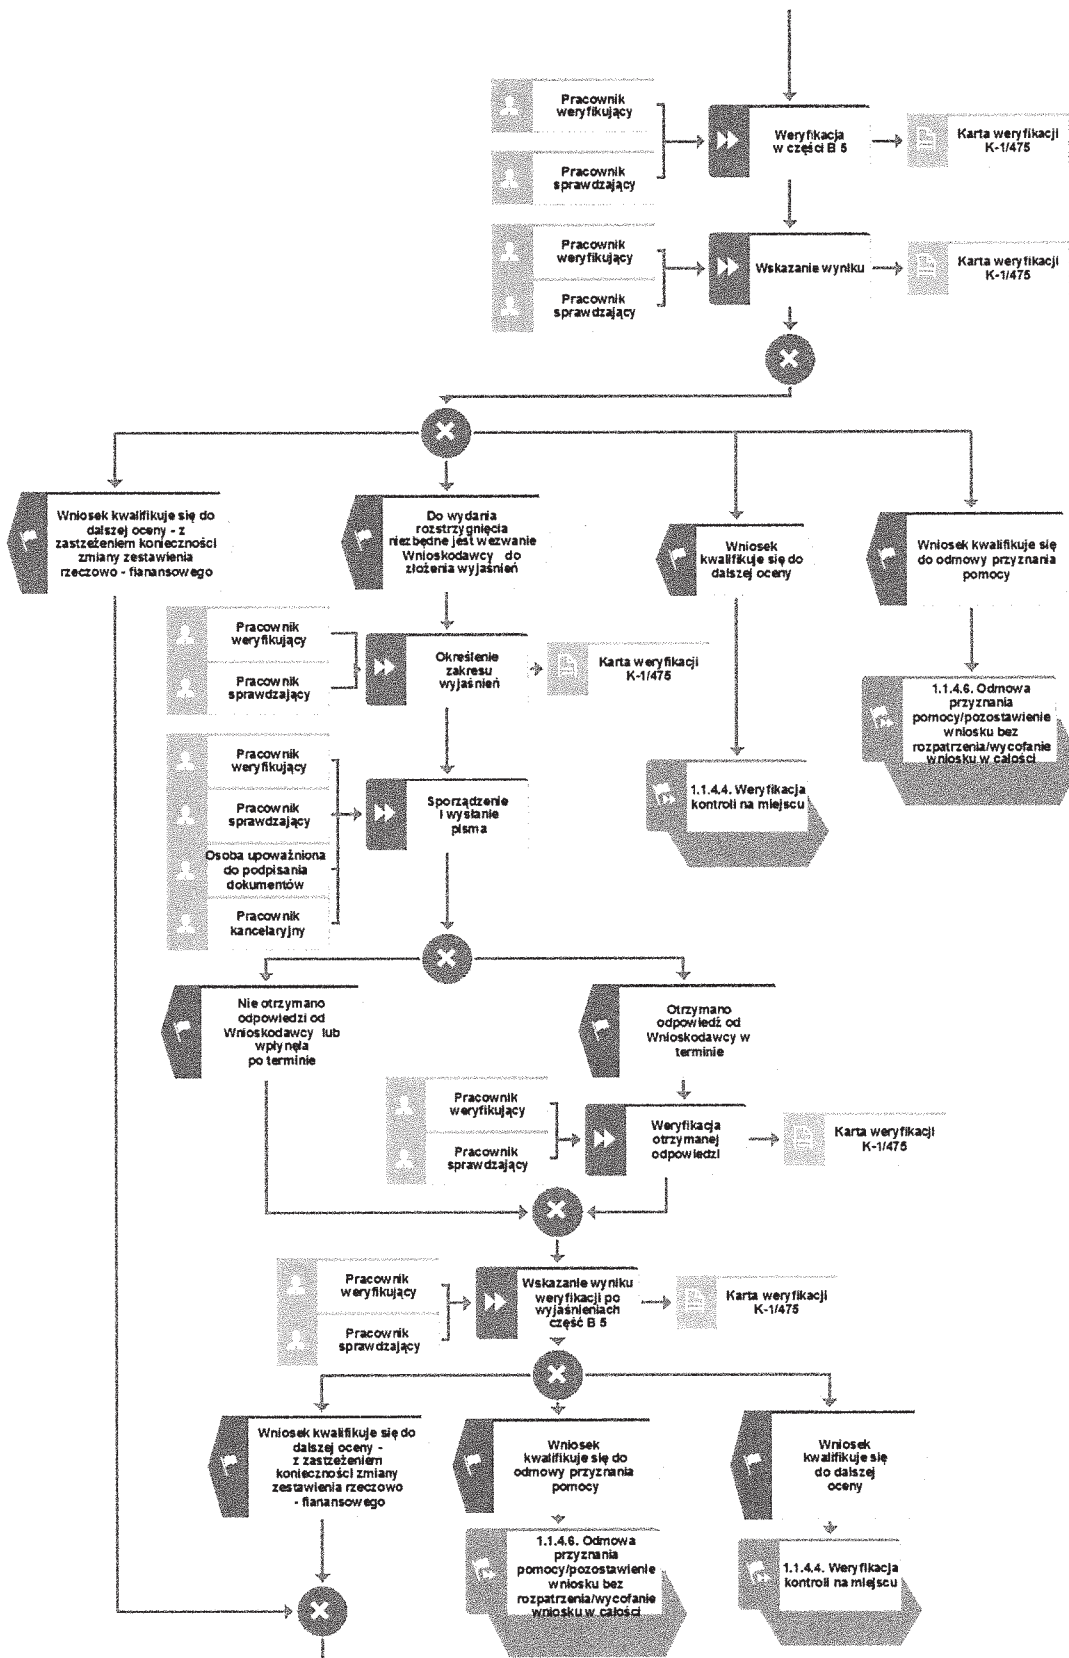 Pracownik
weryfikujący
Pracownik
sprawdzający
Weryfikacja
w części B 5
Karta weryfikacji
K-1/475
Pracownik
weryfikujący
Pracownik
sprawdzający
Wskazanie wyniku
Karta weryfikacji
K-1/475
Wniosek kwalifikuje się do
dalszej oceny - z
zastrzeżeniem konieczności
zmiany zestawienia
rzeczowo - fianansowego
Do wydania
rozstrzygnięcia
niezbędne jest wezwanie
Wnioskodawcy do
złożenia wyjaśnień
Wniosek
kwalifikuje się do
dalszej oceny
Wniosek kwalifikuje się
do odmowy przyznania
pomocy
Pracownik
weryfikujący
Pracownik
sprawdzający
Określenie
zakresu
wyjaśnień
Karta weryfikacji
K-1/475
1.1.4.6. Odmowa
przyznania
pomocy/pozostawienie
wniosku bez
rozpatrzenia/wycofanie
wniosku w całości
1.1.4.4. Weryfikacja
kontroli na miejscu
Pracownik
weryfikujący
Pracownik
sprawdzający
Osoba upoważniona
do podpisania
dokumentów
Pracownik
kancelaryjny
Sporządzenie
i wysłanie
pisma
Nie otrzymano
odpowiedzi od
Wnioskodawcy lub
wpłynęła
po terminie
Otrzymano
odpowiedź od
Wnioskodawcy w
terminie
Pracownik
weryfikujący
Pracownik
sprawdzający
Weryfikacja
otrzymanej
odpowiedzi
Karta weryfikacji
K-1/475
Pracownik
weryfikujący
Pracownik
sprawdzający
Wskazanie wyniku
weryfikacji po
wyjaśnieniach
część B 5
Karta weryfikacji
K-1/475
Wniosek kwalifikuje się do
dalszej oceny -
z zastrzeżeniem
konieczności zmiany
zestawienia rzeczowo
- fianansowego
Wniosek
kwalifikuje się do
odmowy przyznania
pomocy
Wniosek
kwalifikuje się
do dalszej
oceny
1.1.4.6. Odmowa
przyznania
pomocy/pozostawienie
wniosku bez
rozpatrzenia/wycofanie
wniosku w całości
1.1.4.4. Weryfikacja
kontroli na miejscu